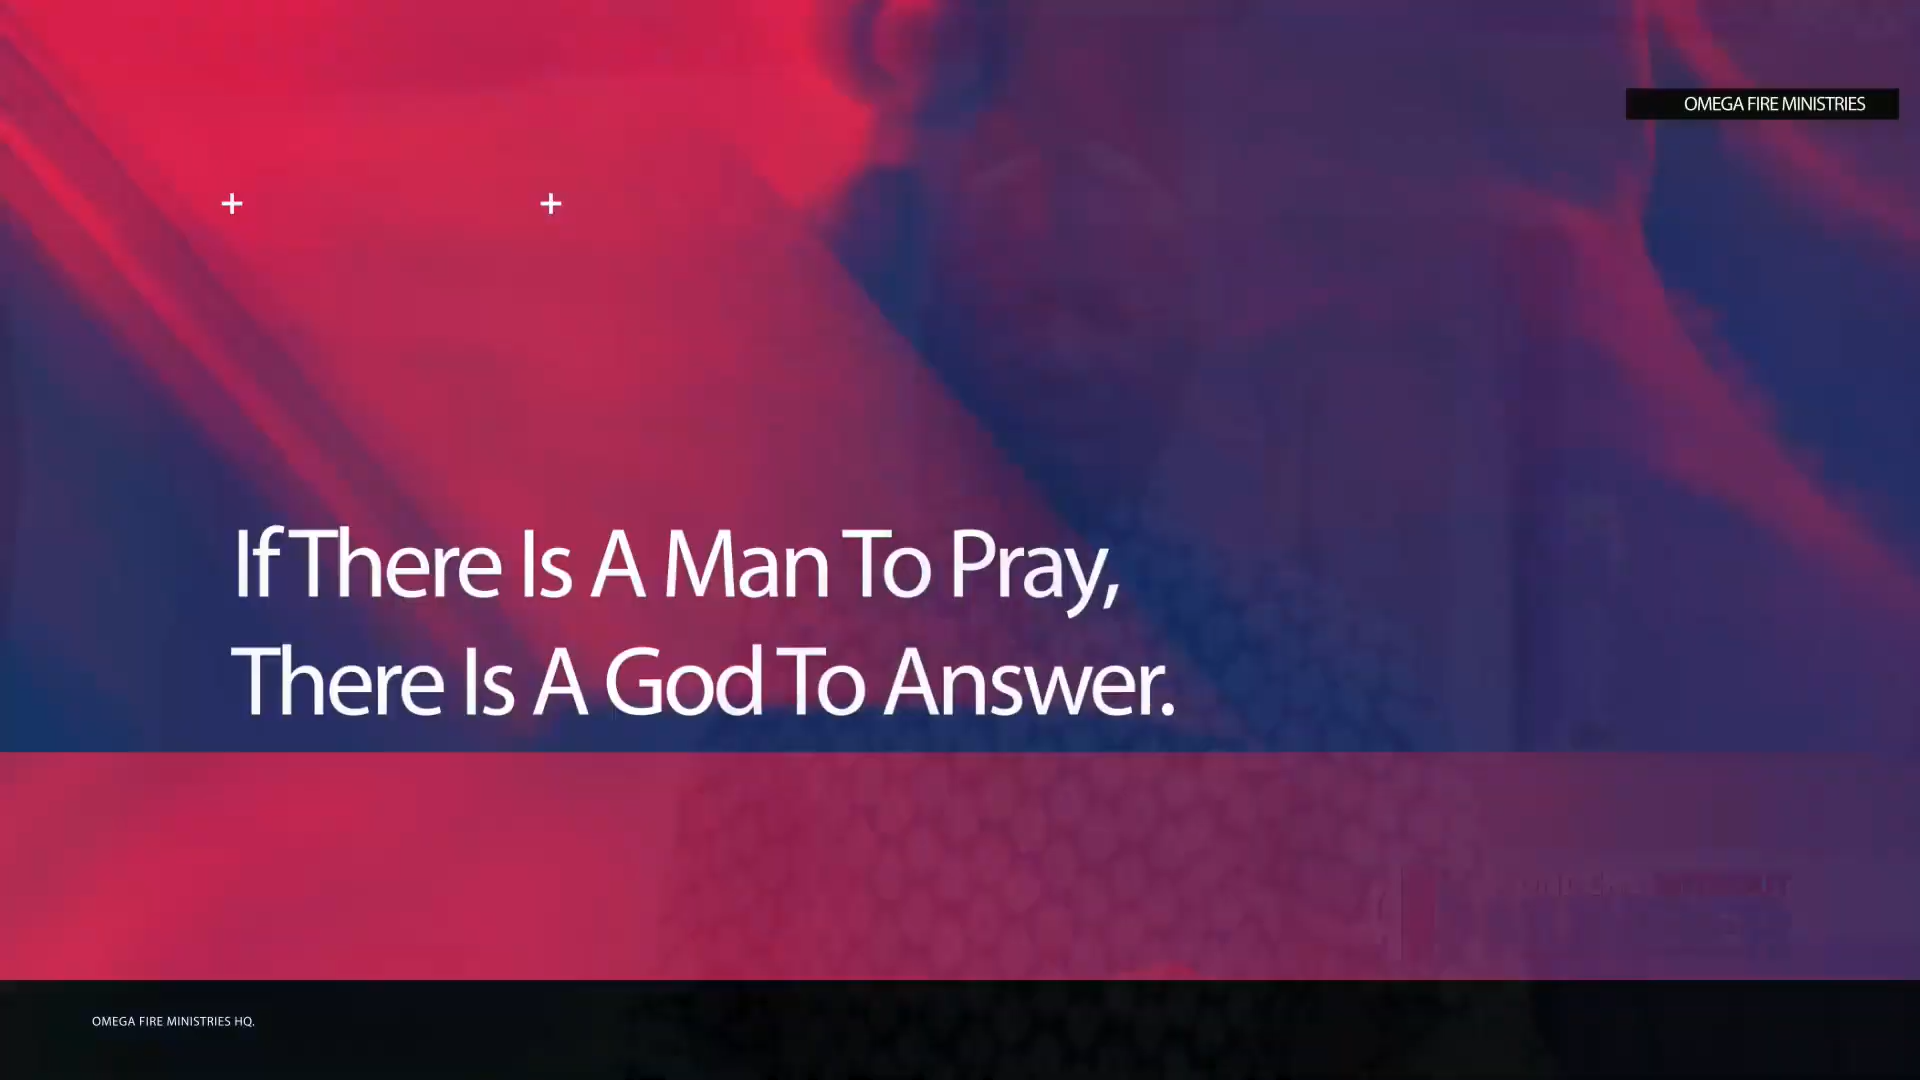 OMEGA FIRE MINISTRIES
If There Is A Man To Pray,
There Is A God To Answer.
OMEGA FIRE MINISTRIES HQ.